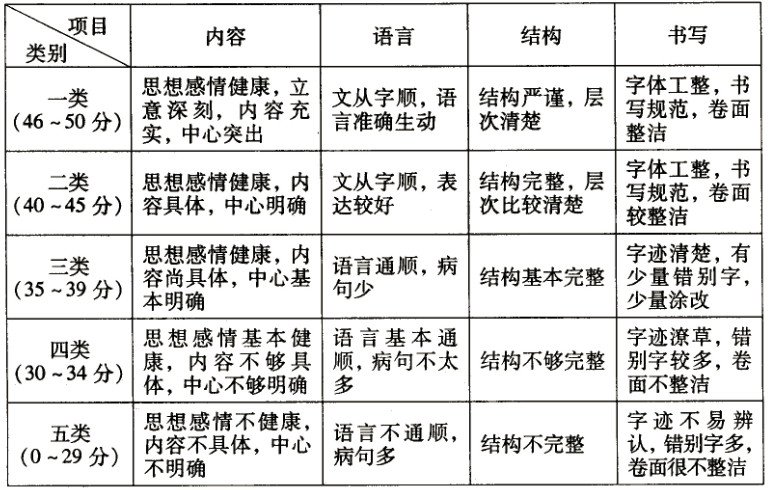 项目
类别
内容
语言
结构
书写
一类
(46~50分)
思想感情健康，立
意深刻，内容充
实，中心突出
文从字顺，语
言准确生动
结构严谨，层
次清楚
字体工整，书
写规范，卷面
整洁
二类
(40~45分)
思想感情健康，内
容具体，中心明确
文从字顺，表
达较好
结构完整，层
次比较清楚
字体工整，书
写规范，卷面
较整洁
三类
(35~39分)
思想感情健康，内
容尚具体，中心基
本明确
语言通顺，病
句少
结构基本完整
字迹清楚，有
少量错别字，
少量涂改
四类
(30~34分)
思想感情基本健
康，内容不够具
体，中心不够明确
语言基本通
顺，病句不太
多
结构不够完整
字迹潦草，错
别字较多，卷
面不整洁
五类
(0~29分)
思想感情不健康，
内容不具体，中心
不明确
语言不通顺，
病句多
结构不完整
字迹不易辨
认，错别字多，
卷面很不整洁